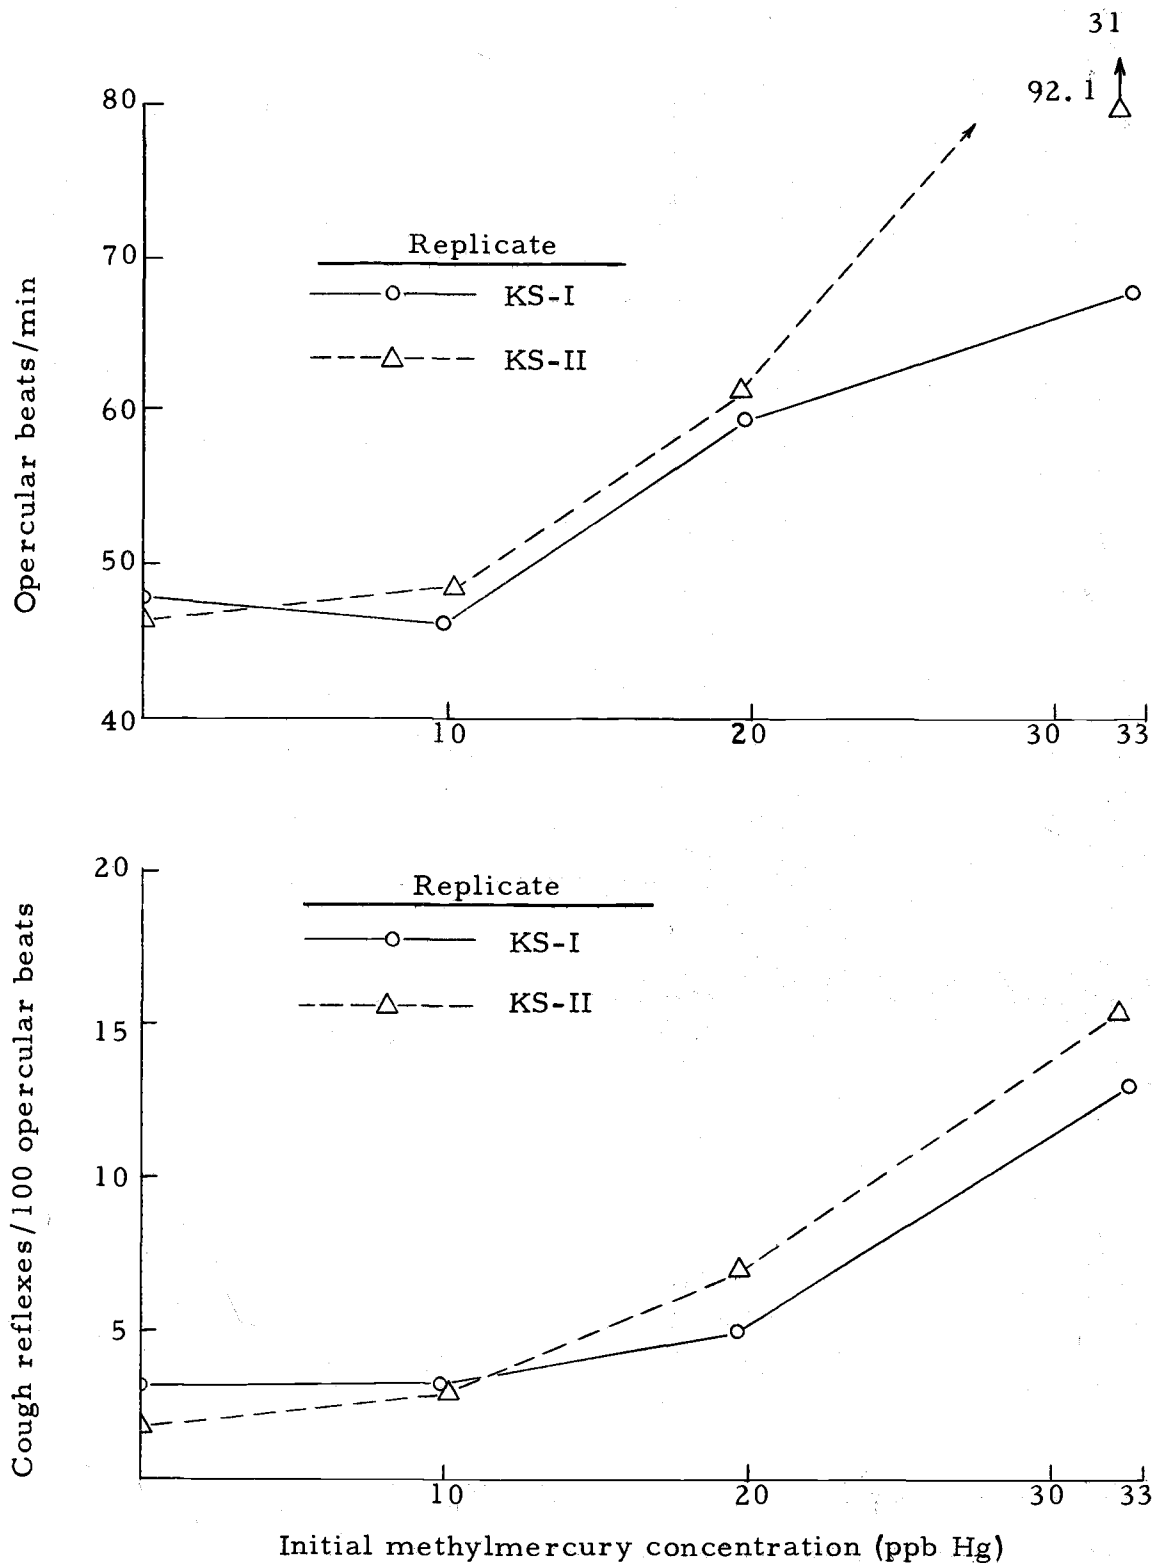 31
92.1
80
70
60
50
40
Opercular beats/min
Replicate
KS-I
KS-II
10 20 30 33
20
15
10
5
Cough reflexes/100 opercular beats
Replicate
KS-I
KS-II
10 20 30 33
Initial methylmercury concentration (ppb Hg)